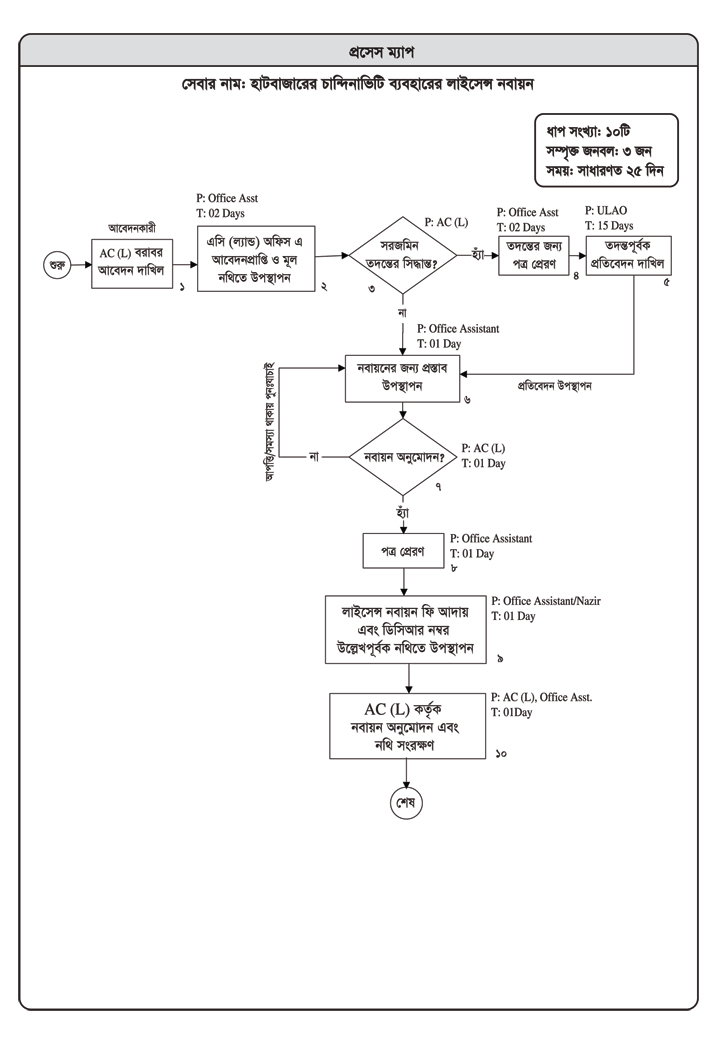 প্রসেস ম্যাপ
সেবার নাম: হাটবাজারের চান্দিনাভিটি ব্যবহারের লাইসেন্স নবায়ন
ধাপ সংখ্যা: ১০টি
সম্পৃক্ত জনবল: ৩ জন
সময়: সাধারণত ২৫ দিন
শুরু
আবেদনকারী
AC (L) বরাবর
আবেদন দাখিল
১
P: Office Asst
T: 02 Days
এসি (ল্যান্ড) অফিস এ
আবেদনপ্রাপ্তি ও মূল
নথিতে উপস্থাপন
২
P: AC (L)
সরজমিন
তদন্তের সিদ্ধান্ত?
৩
হ্যাঁ
P: Office Asst
T: 02 Days
তদন্তের জন্য
পত্র প্রেরণ
৪
P: ULAO
T: 15 Days
তদন্তপূর্বক
প্রতিবেদন দাখিল
৫
না
P: Office Assistant
T: 01 Day
নবায়নের জন্য প্রস্তাব
উপস্থাপন
৬
প্রতিবেদন উপস্থাপন
আপত্তি/সমস্যা থাকায় পুনঃযাচাই
না
নবায়ন অনুমোদন?
P: AC (L)
T: 01 Day
৭
হ্যাঁ
পত্র প্রেরণ
P: Office Assistant
T: 01 Day
৮
লাইসেন্স নবায়ন ফি আদায়
এবং ডিসিআর নম্বর
উল্লেখপূর্বক নথিতে উপস্থাপন
P: Office Assistant/Nazir
T: 01 Day
৯
AC (L) কর্তৃক
নবায়ন অনুমোদন এবং
নথি সংরক্ষণ
P: AC (L), Office Asst.
T: 01Day
১০
শেষ